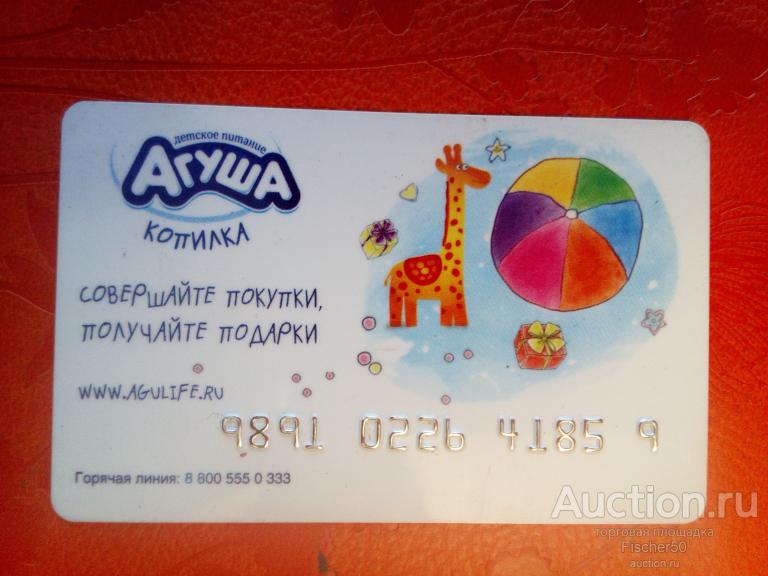 детское питание
АГУША
КОПИЛКА
СОВЕРШАЙТЕ ПОКУПКИ,
ПОЛУЧАЙТЕ ПОДАРКИ
WWW.AGULIFE.RU
9891 0226 4185 9
Горячая линия: 8 800 555 0 333
Auction.ru
торговая площадка
Fischer50
auction.ru